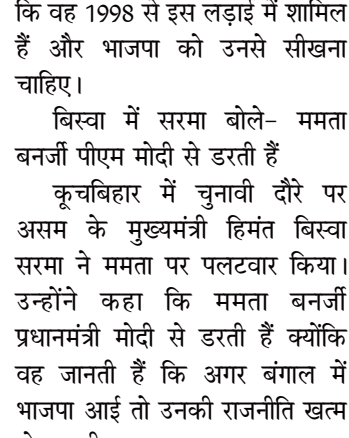 कि वह 1998 से इस लड़ाई में शामिल
हैं और भाजपा को उनसे सीखना
चाहिए।
बिस्वा में सरमा बोले– ममता
बनर्जी पीएम मोदी से डरती हैं
कूचबिहार में चुनावी दौरे पर
असम के मुख्यमंत्री हिमंत बिस्वा
सरमा ने ममता पर पलटवार किया।
उन्होंने कहा कि ममता बनर्जी
प्रधानमंत्री मोदी से डरती हैं क्योंकि
वह जानती हैं कि अगर बंगाल में
भाजपा आई तो उनकी राजनीति खत्म